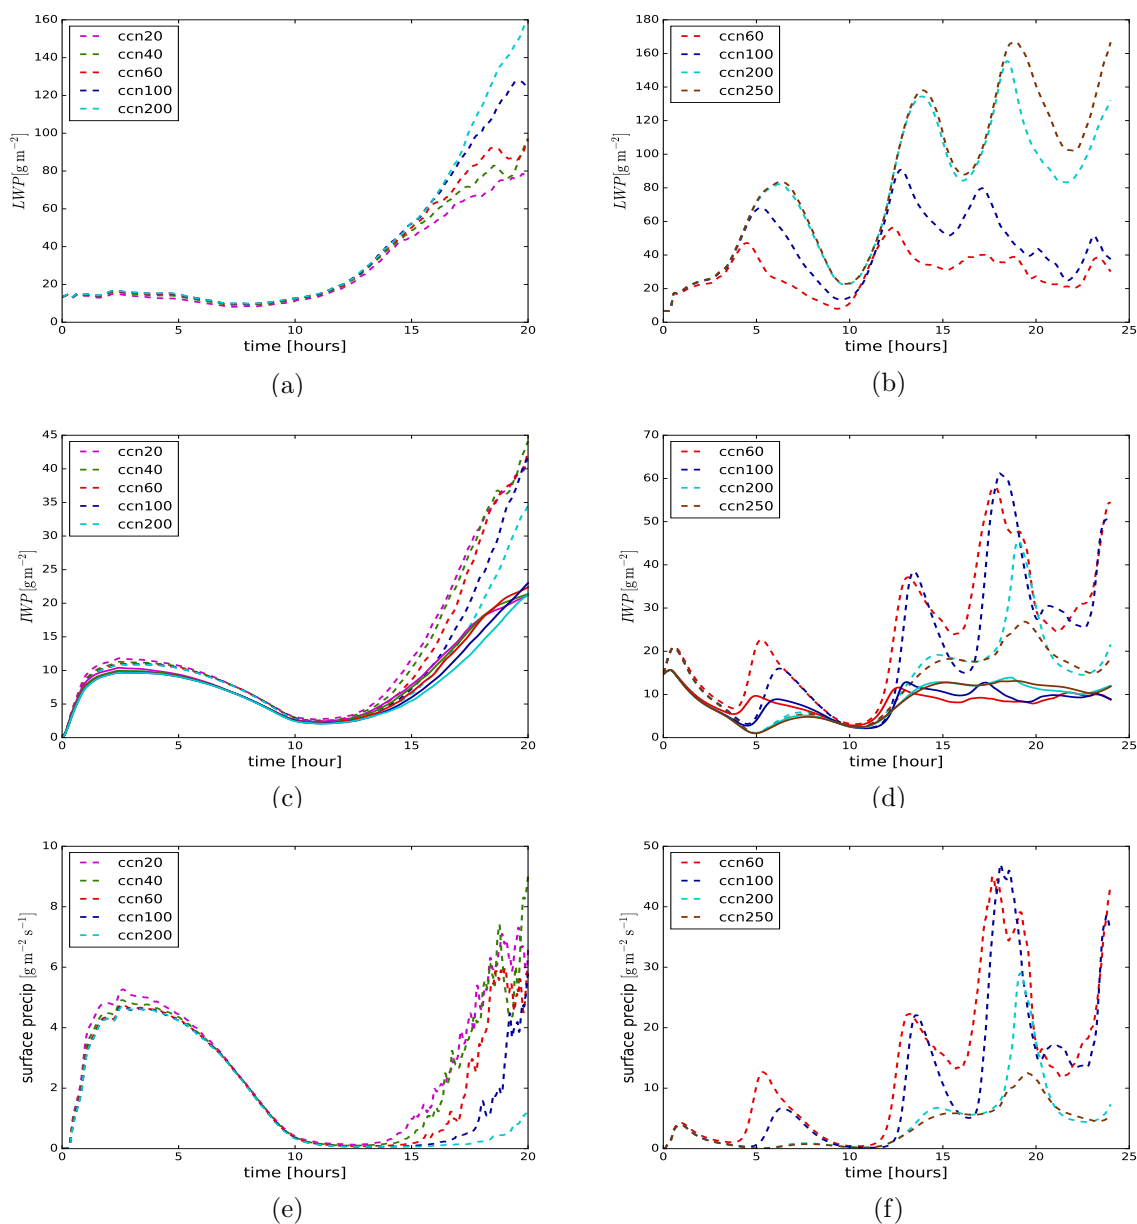 160
140
120
100
80
60
40
20
0
LWP[g m−2]
ccn20
ccn40
ccn60
ccn100
ccn200
0 5 10 15 20
time [hours]
(a)
180
160
140
120
100
80
60
40
20
0
LWP[g m−2]
ccn60
ccn100
ccn200
ccn250
0 5 10 15 20 25
time [hours]
(b)
45
40
35
30
25
20
15
10
5
0
IWP [g m−2]
ccn20
ccn40
ccn60
ccn100
ccn200
0 5 10 15 20
time [hour]
(c)
70
60
50
40
30
20
10
0
IWP [g m−2]
ccn60
ccn100
ccn200
ccn250
0 5 10 15 20 25
time [hour]
(d)
10
8
6
4
2
0
surface precip [g m−2 s−1]
ccn20
ccn40
ccn60
ccn100
ccn200
0 5 10 15 20
time [hours]
(e)
50
40
30
20
10
0
surface precip [g m−2 s−1]
ccn60
ccn100
ccn200
ccn250
0 5 10 15 20 25
time [hours]
(f)